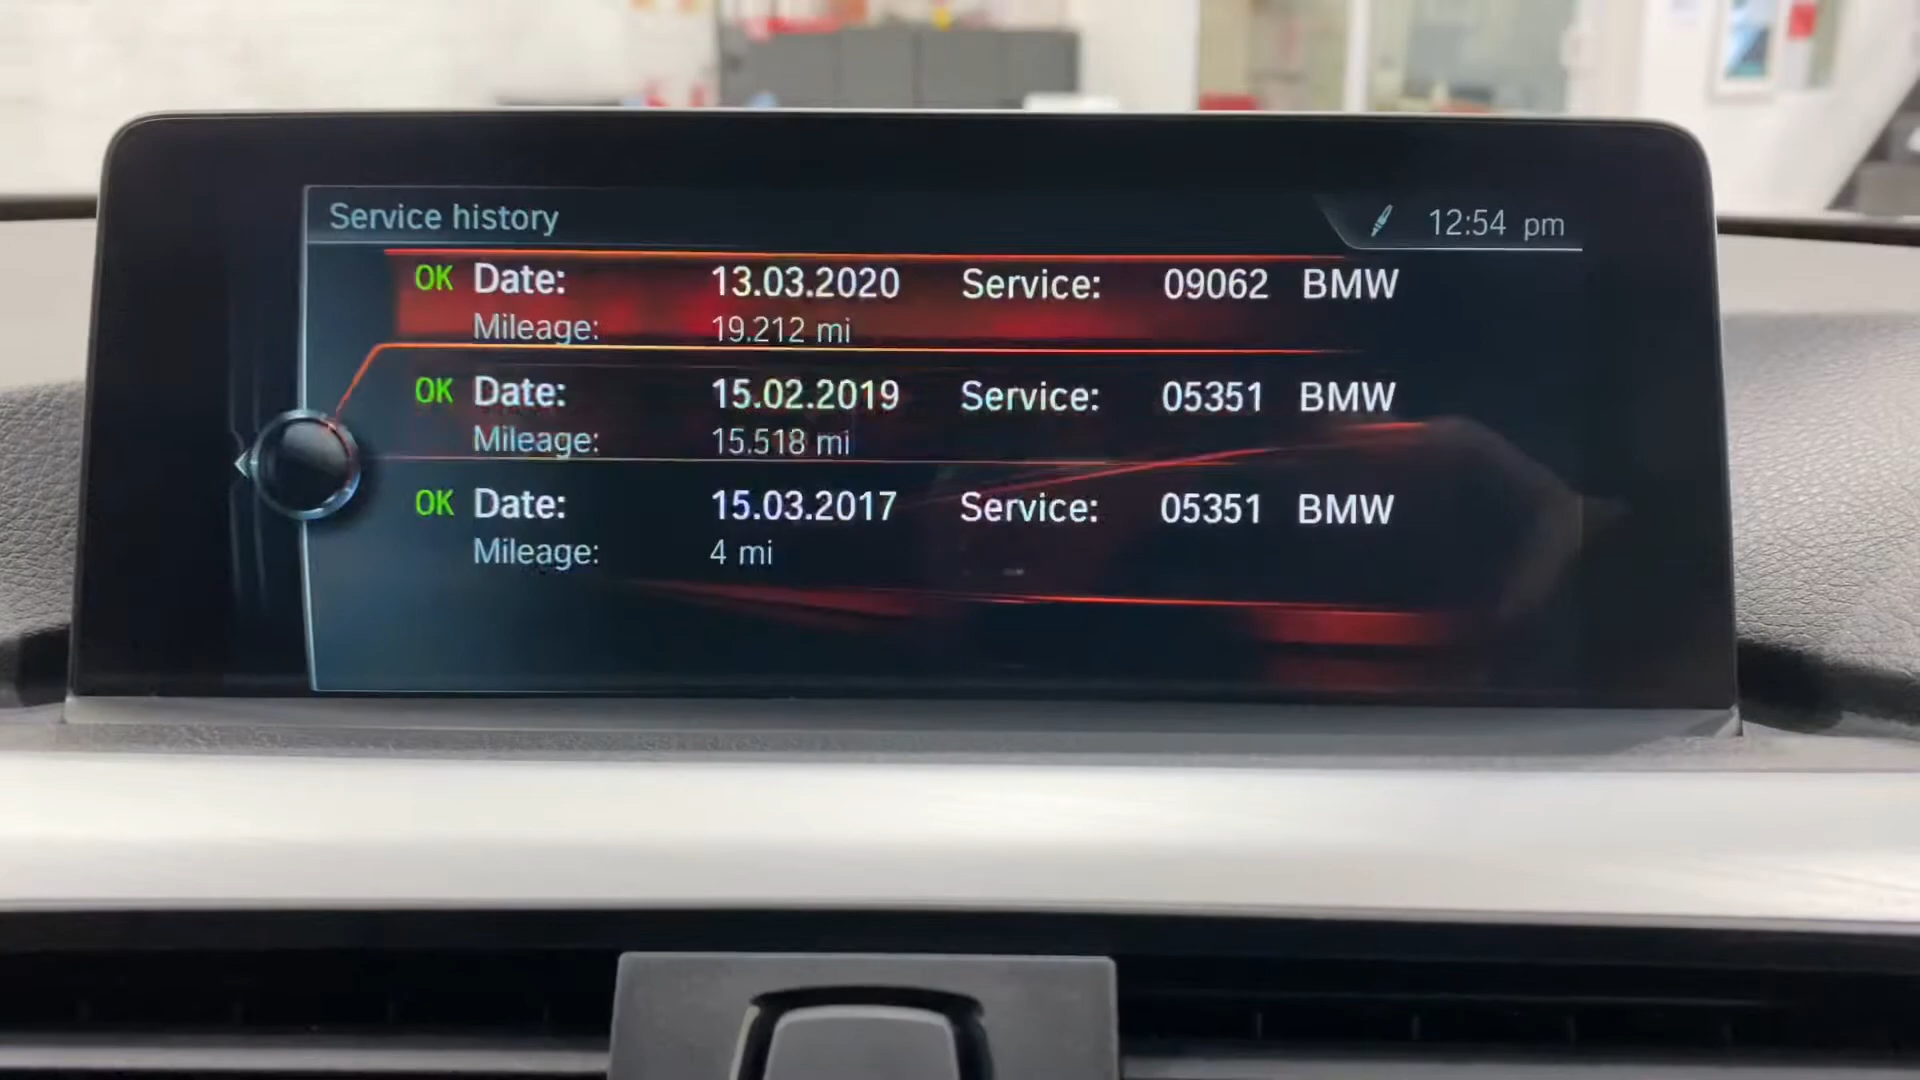 Service history 12:54 pm
OK Date: 13.03.2020 Service: 09062 BMW
Mileage: 19.212 mi
OK Date: 15.02.2019 Service: 05351 BMW
Mileage: 15.518 mi
OK Date: 15.03.2017 Service: 05351 BMW
Mileage: 4 mi